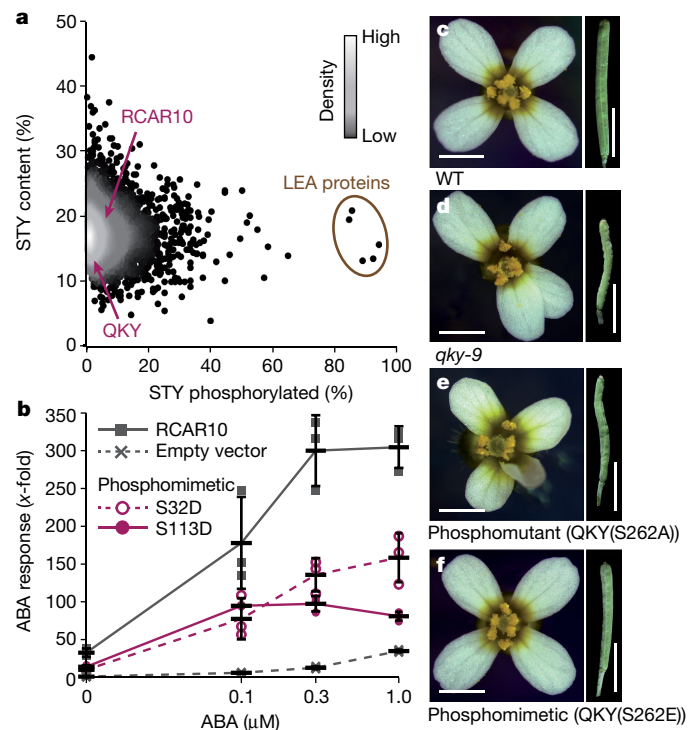 a
50
40
30
20
10
0
STY content (%)
0
20
40
60
80
100
STY phosphorylated (%)
RCAR10
QKY
LEA proteins
Density
High
Low
b
350
300
250
200
150
100
50
0
ABA response (x-fold)
0
0.1
0.3
1.0
ABA (μM)
RCAR10
Empty vector
Phosphomimetic
S32D
S113D
c
WT
d
qky-9
e
Phosphomutant (QKY(S262A))
f
Phosphomimetic (QKY(S262E))